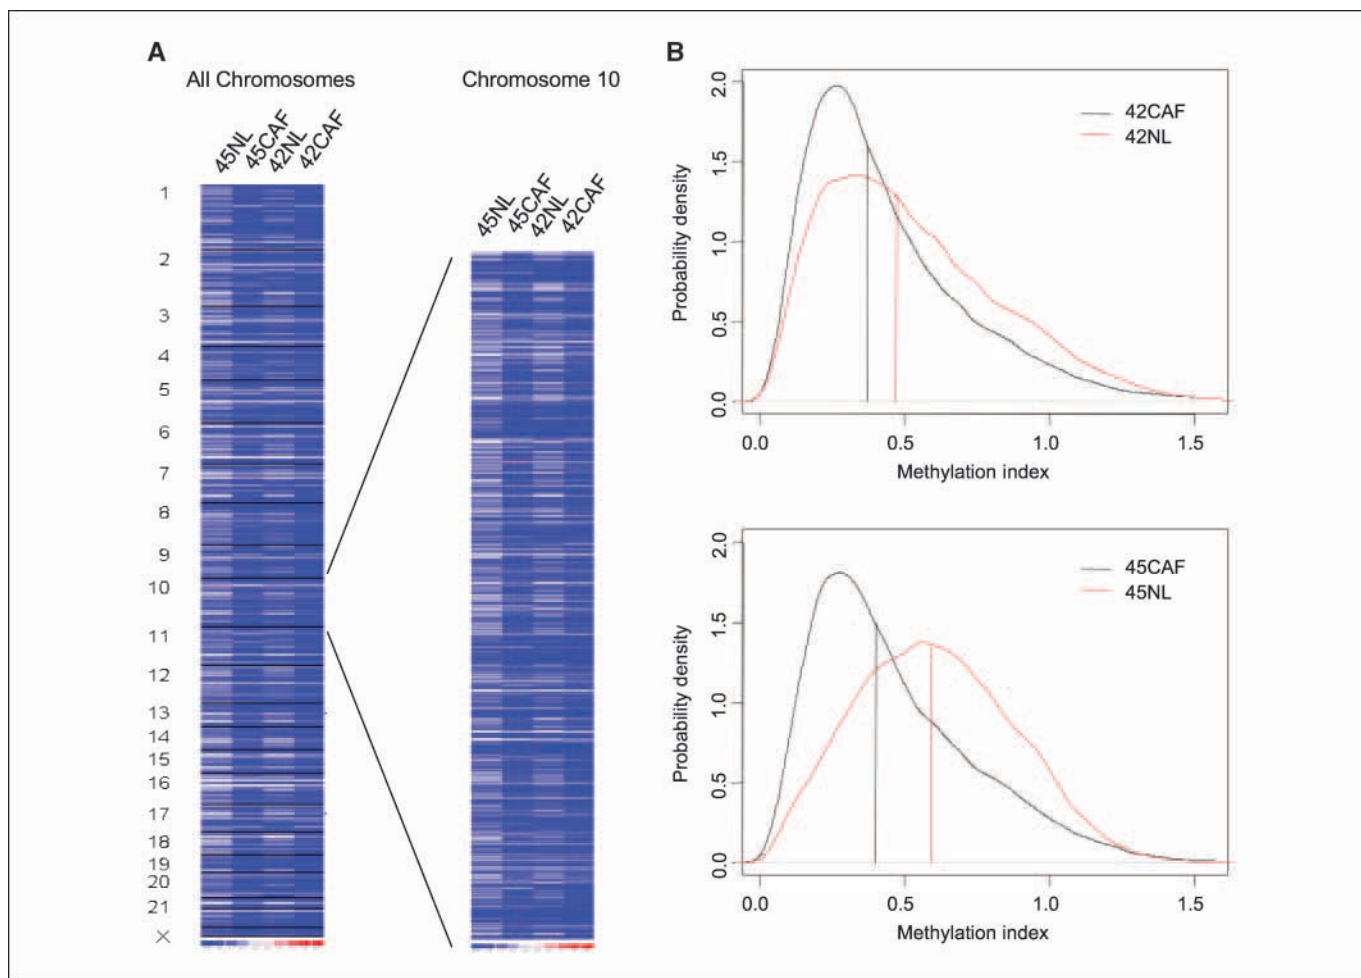 A
All Chromosomes
45NL
45CAF
42NL
42CAF
1
2
3
4
5
6
7
8
9
10
11
12
13
14
15
16
17
18
19
20
21
X
Chromosome 10
45NL
45CAF
42NL
42CAF
B
42CAF
42NL
Probability density
2.0
1.5
1.0
0.5
0.0
0.0 0.5 1.0 1.5
Methylation index
45CAF
45NL
Probability density
2.0
1.5
1.0
0.5
0.0
0.0 0.5 1.0 1.5
Methylation index